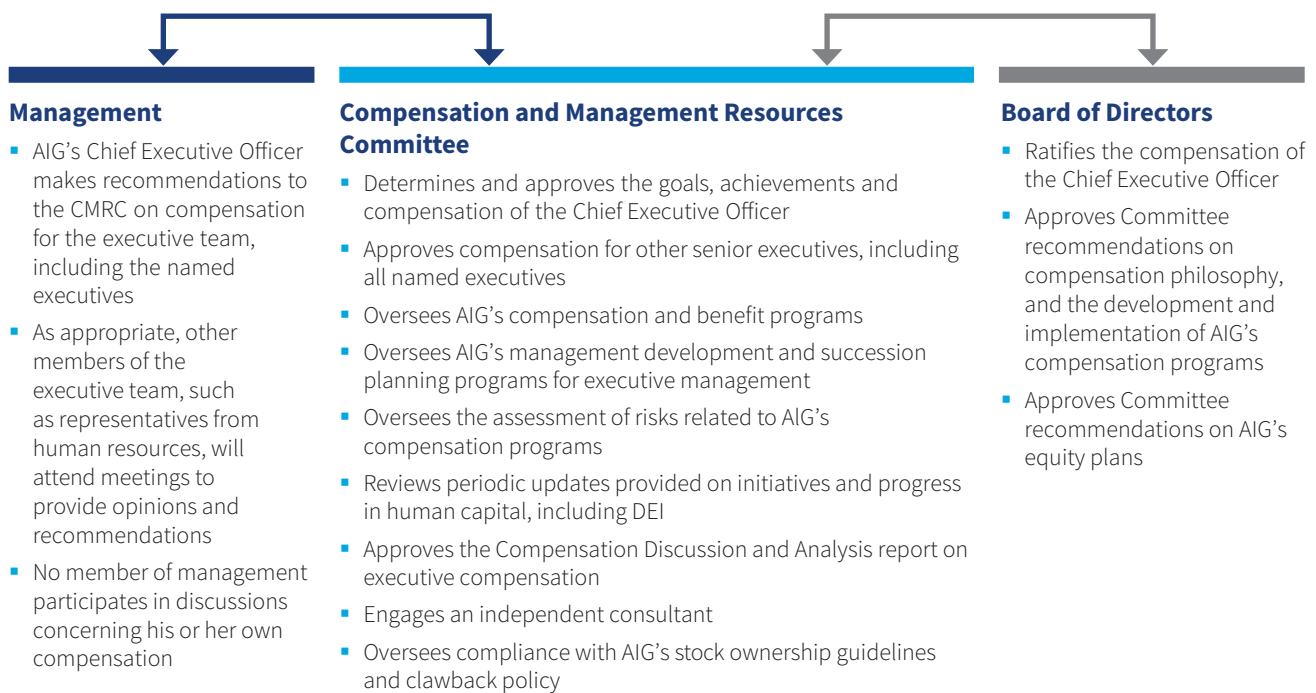 Management
AIG’s Chief Executive Officer
makes recommendations to
the CMRC on compensation
for the executive team,
including the named
executives
As appropriate, other
members of the
executive team, such
as representatives from
human resources, will
attend meetings to
provide opinions and
recommendations
No member of management
participates in discussions
concerning his or her own
compensation
Compensation and Management Resources
Committee
Determines and approves the goals, achievements and
compensation of the Chief Executive Officer
Approves compensation for other senior executives, including
all named executives
Oversees AIG’s compensation and benefit programs
Oversees AIG’s management development and succession
planning programs for executive management
Oversees the assessment of risks related to AIG’s
compensation programs
Reviews periodic updates provided on initiatives and progress
in human capital, including DEI
Approves the Compensation Discussion and Analysis report on
executive compensation
Engages an independent consultant
Oversees compliance with AIG’s stock ownership guidelines
and clawback policy
Board of Directors
Ratifies the compensation of
the Chief Executive Officer
Approves Committee
recommendations on
compensation philosophy,
and the development and
implementation of AIG’s
compensation programs
Approves Committee
recommendations on AIG’s
equity plans